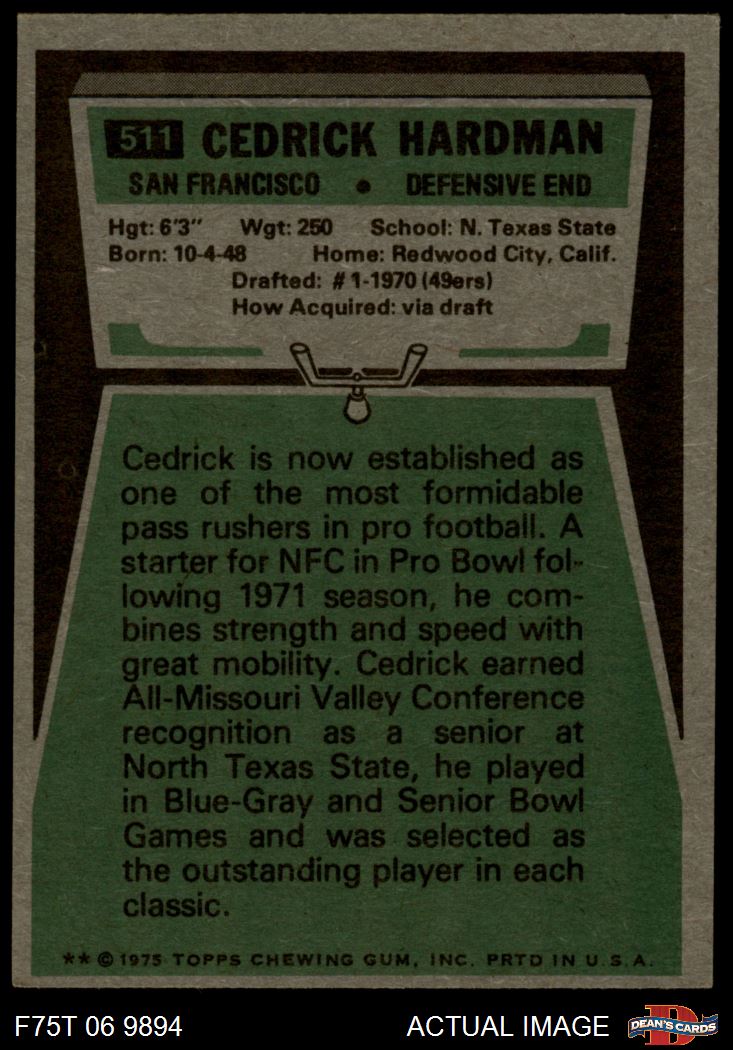 511 CEDRICK HARDMAN
SAN FRANCISCO • DEFENSIVE END
Hgt: 6'3" Wgt: 250 School: N. Texas State
Born: 10-4-48 Home: Redwood City, Calif.
Drafted: #1-1970 (49ers)
How Acquired: via draft
Cedrick is now established as
one of the most formidable
pass rushers in pro football. A
starter for NFC in Pro Bowl fol-
lowing 1971 season, he com-
bines strength and speed with
great mobility. Cedrick earned
All-Missouri Valley Conference
recognition as a senior at
North Texas State, he played
in Blue-Gray and Senior Bowl
Games and was selected as
the outstanding player in each
classic.
** © 1975 TOPPS CHEWING GUM, INC. PRTD IN U.S.A.
F75T 06 9894 ACTUAL IMAGE D DEAN'S CARDS